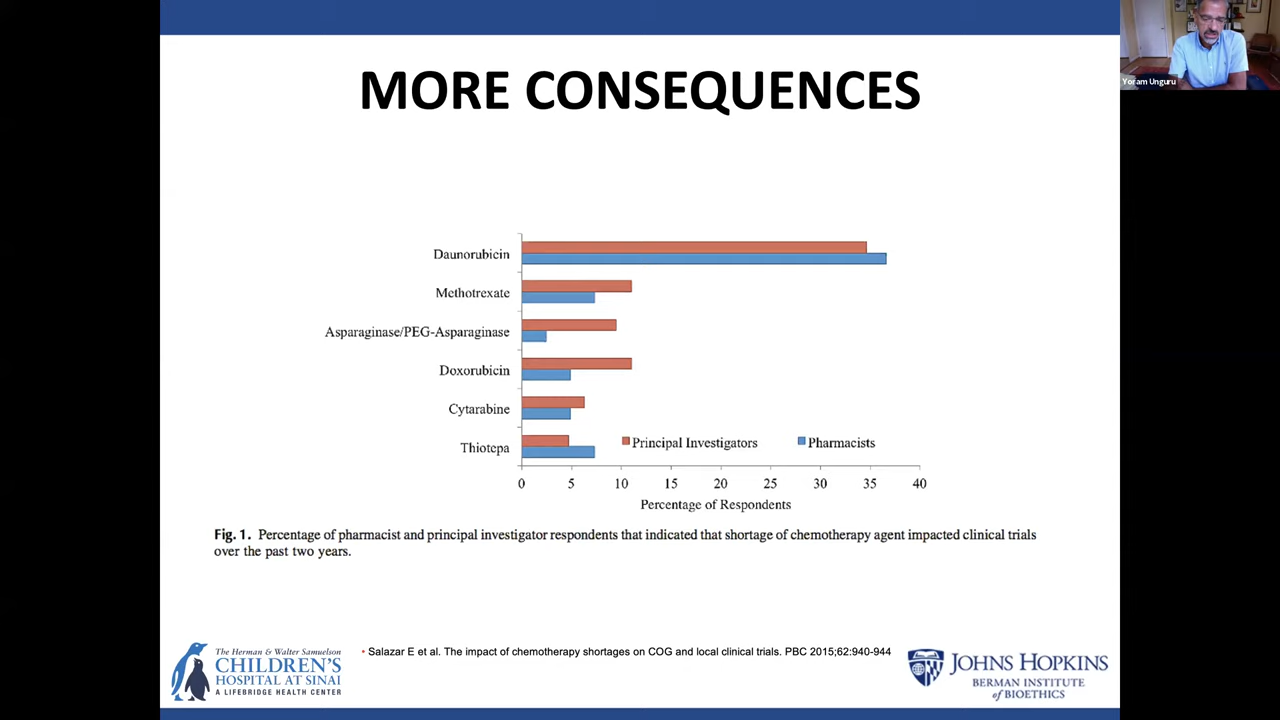 MORE CONSEQUENCES
Yoram Unguru
Daunorubicin
Methotrexate
Asparaginase/PEG-Asparaginase
Doxorubicin
Cytarabine
Thiotepa
Principal Investigators
Pharmacists
0 5 10 15 20 25 30 35 40
Percentage of Respondents
Fig. 1. Percentage of pharmacist and principal investigator respondents that indicated that shortage of chemotherapy agent impacted clinical trials
over the past two years.
The Herman & Walter Samuelson
CHILDREN'S
HOSPITAL AT SINAI
A LIFEBRIDGE HEALTH CENTER
• Salazar E et al. The impact of chemotherapy shortages on COG and local clinical trials. PBC 2015;62:940-944
JOHNS HOPKINS
BERMAN INSTITUTE
of BIOETHICS